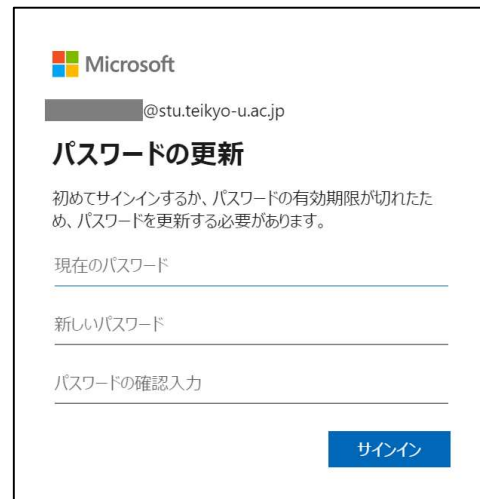 Microsoft
@stu.teikyo-u.ac.jp
パスワードの更新
初めてサインインするか、パスワードの有効期限が切れたた
め、パスワードを更新する必要があります。
現在のパスワード
新しいパスワード
パスワードの確認入力
サインイン